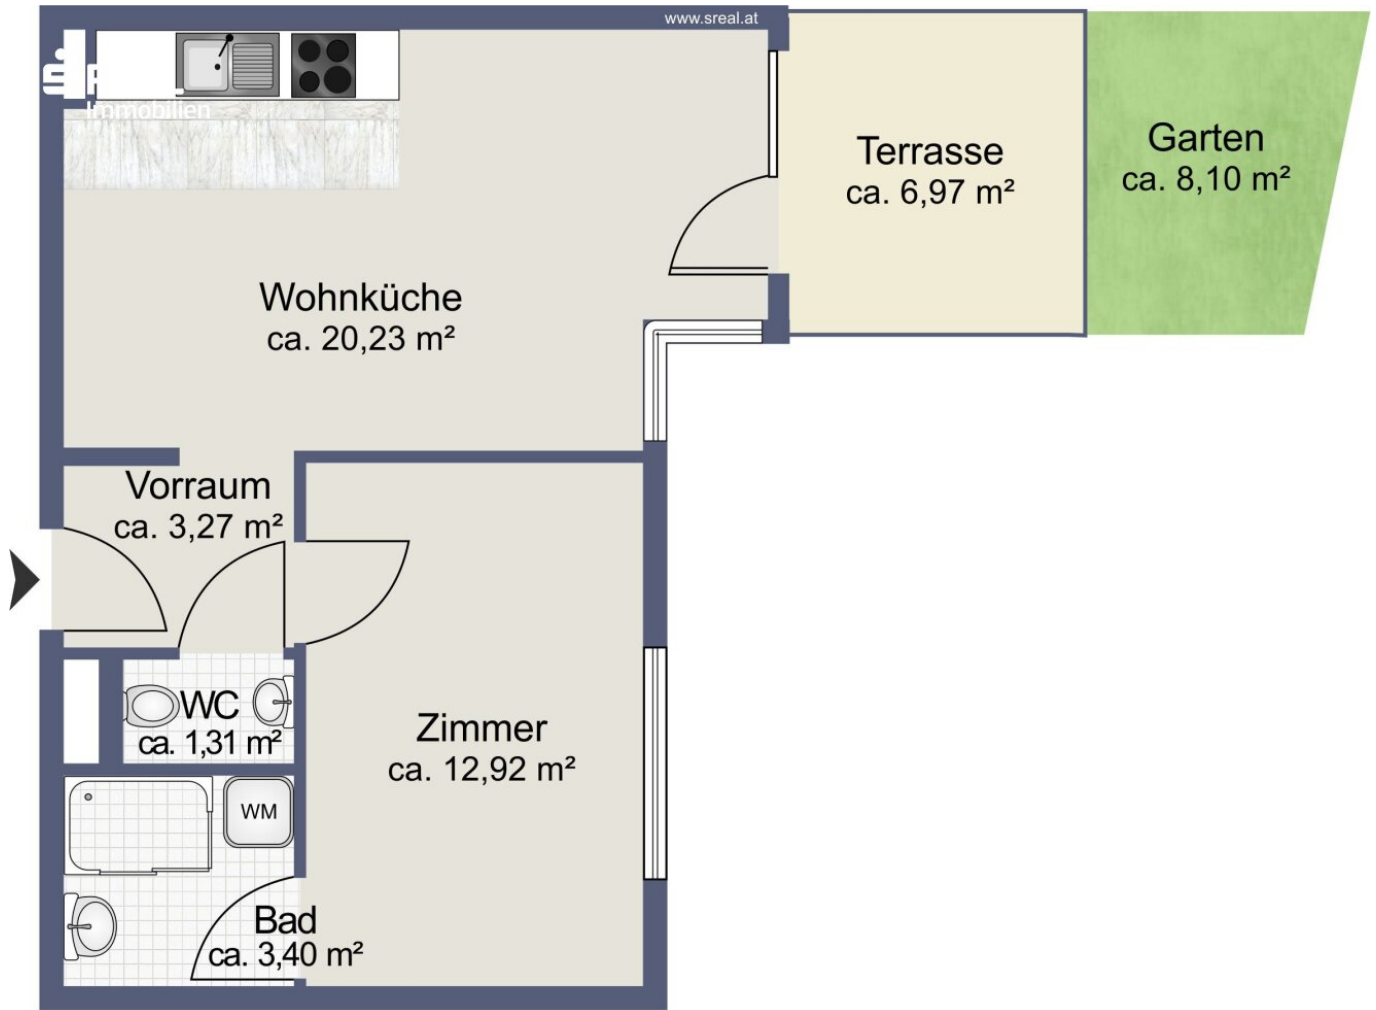 www.sreal.at
Immobilien
Terrasse
ca. 6,97 m²
Garten
ca. 8,10 m²
Wohnküche
ca. 20,23 m²
Vorraum
ca. 3,27 m²
WC
ca. 1,31 m²
Zimmer
ca. 12,92 m²
WM
Bad
ca. 3,40 m²